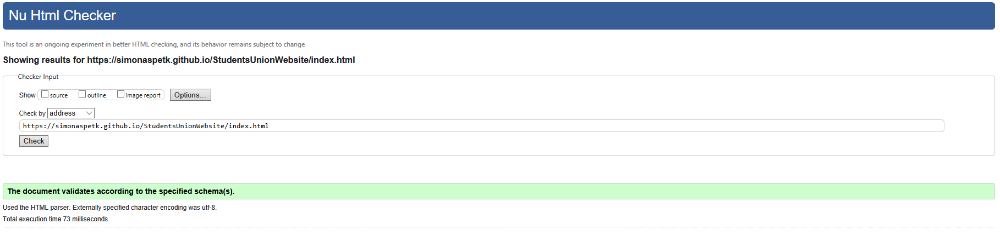 Nu Html Checker
This tool is an ongoing experiment in better HTML checking, and its behavior remains subject to change
Showing results for https://simonaspetk.github.io/StudentsUnionWebsite/index.html
Checker Input
Show source outline image report Options...
Check by address
https://simonaspetk.github.io/StudentsUnionWebsite/index.html
Check
The document validates according to the specified schema(s).
Used the HTML parser. Externally specified character encoding was utf-8.
Total execution time 73 milliseconds.